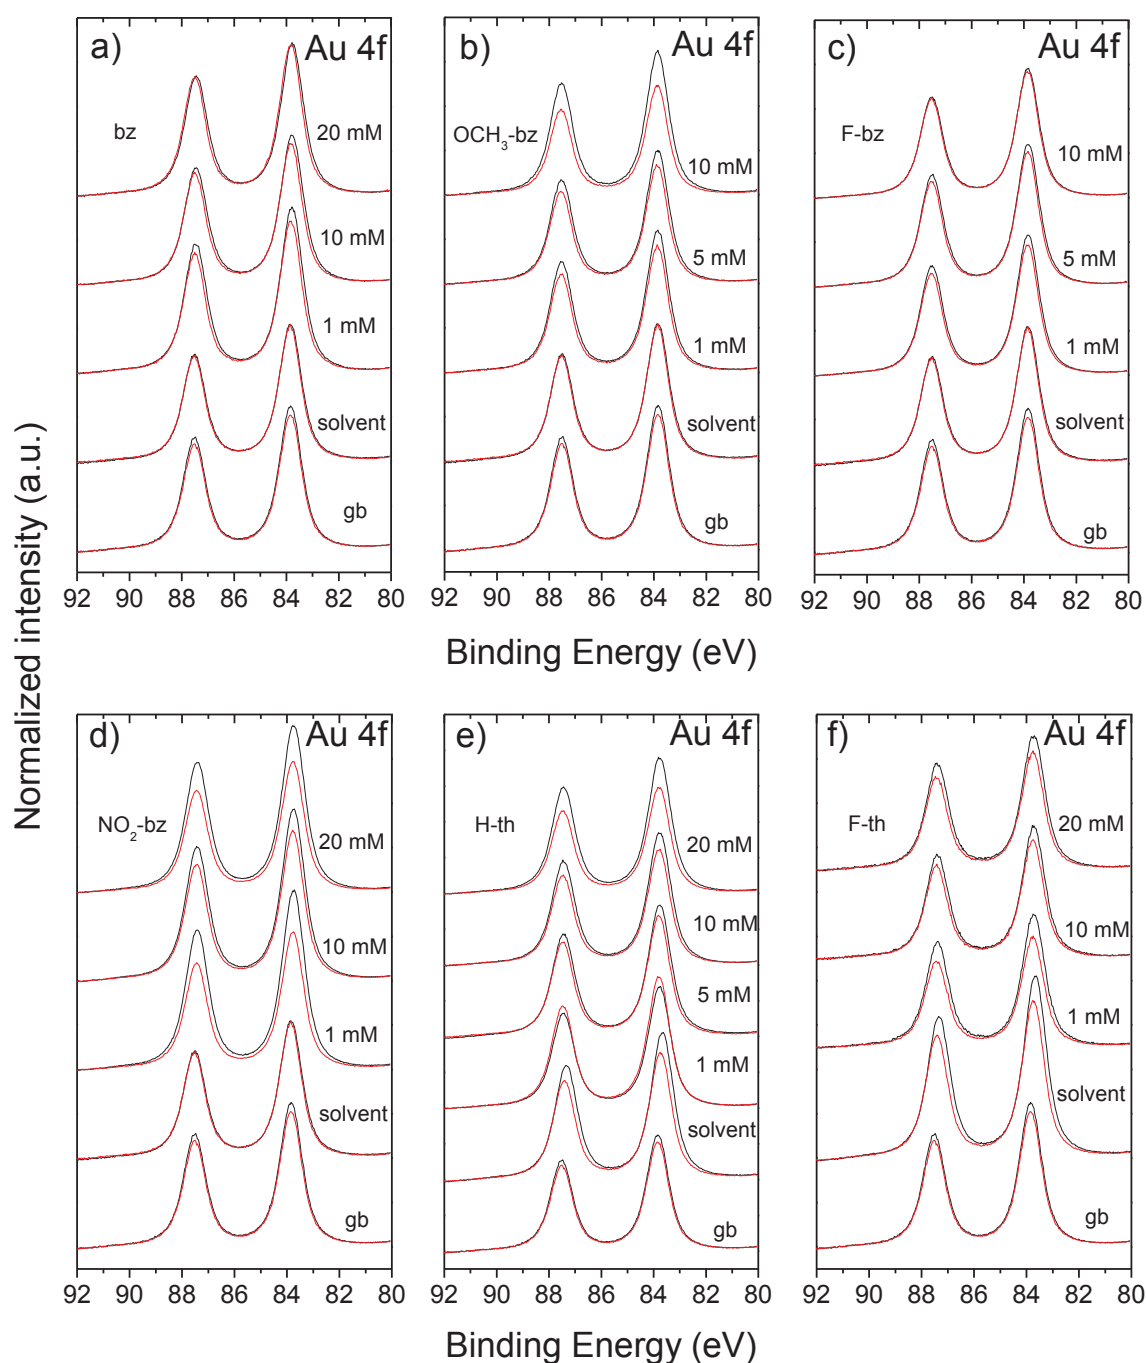 Normalized intensity (a.u.)
a) Au 4f
bz
20 mM
10 mM
1 mM
solvent
gb
92 90 88 86 84 82 80
b) Au 4f
OCH₃-bz
10 mM
5 mM
1 mM
solvent
gb
92 90 88 86 84 82 80
c) Au 4f
F-bz
10 mM
5 mM
1 mM
solvent
gb
92 90 88 86 84 82 80
Binding Energy (eV)
d) Au 4f
NO₂-bz
20 mM
10 mM
1 mM
solvent
gb
92 90 88 86 84 82 80
e) Au 4f
H-th
20 mM
10 mM
5 mM
1 mM
solvent
gb
92 90 88 86 84 82 80
f) Au 4f
F-th
20 mM
10 mM
1 mM
solvent
gb
92 90 88 86 84 82 80
Binding Energy (eV)